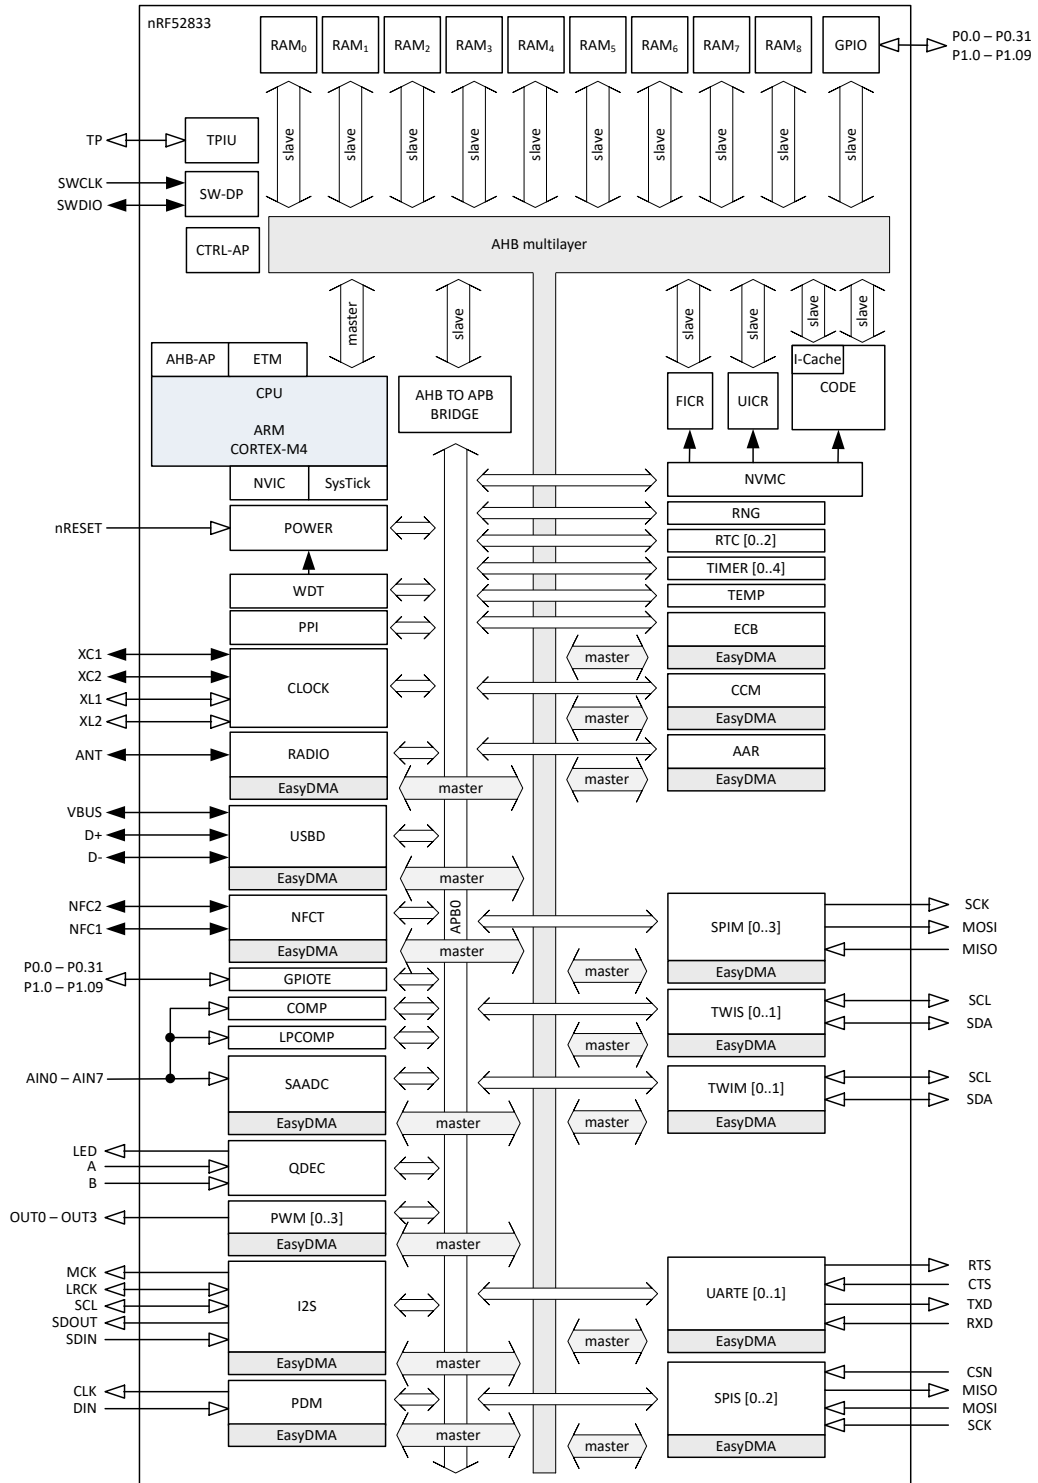 nRF52833
RAM0 RAM1 RAM2 RAM3 RAM4 RAM5 RAM6 RAM7 RAM8 GPIO
P0.0 – P0.31
P1.0 – P1.09
slave slave slave slave slave slave slave slave slave slave
TP
TPIU
SWCLK
SWDIO
SW-DP
CTRL-AP
AHB multilayer
master
slave
slave
slave
slave
slave
AHB-AP
ETM
CPU
ARM
CORTEX-M4
NVIC
SysTick
AHB TO APB
BRIDGE
FICR
UICR
I-Cache
CODE
NVMC
nRESET
POWER
RNG
RTC [0..2]
TIMER [0..4]
WDT
TEMP
PPI
ECB
master
EasyDMA
XC1
XC2
XL1
XL2
CLOCK
CCM
master
EasyDMA
ANT
RADIO
EasyDMA
master
AAR
master
EasyDMA
VBUS
D+
D-
USBD
EasyDMA
master
APB0
NFC2
NFC1
NFCT
EasyDMA
master
SPIM [0..3]
master
EasyDMA
SCK
MOSI
MISO
P0.0 – P0.31
P1.0 – P1.09
GPIOTE
COMP
LPCOMP
TWIS [0..1]
master
EasyDMA
SCL
SDA
AIN0 – AIN7
SAADC
EasyDMA
master
TWIM [0..1]
master
EasyDMA
SCL
SDA
LED
A
B
QDEC
OUT0 – OUT3
PWM [0..3]
EasyDMA
master
MCK
LRCK
SCL
SDOUT
SDIN
I2S
EasyDMA
master
UARTE [0..1]
master
EasyDMA
RTS
CTS
TXD
RXD
CLK
DIN
PDM
EasyDMA
master
SPIS [0..2]
master
EasyDMA
CSN
MISO
MOSI
SCK